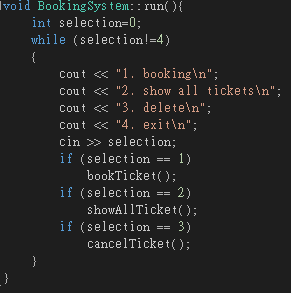 void BookingSystem::run(){
    int selection=0;
    while (selection!=4)
    {
        cout << "1. booking\n";
        cout << "2. show all tickets\n";
        cout << "3. delete\n";
        cout << "4. exit\n";
        cin >> selection;
        if (selection == 1)
            bookTicket();
        if (selection == 2)
            showAllTicket();
        if (selection == 3)
            cancelTicket();
    }
}